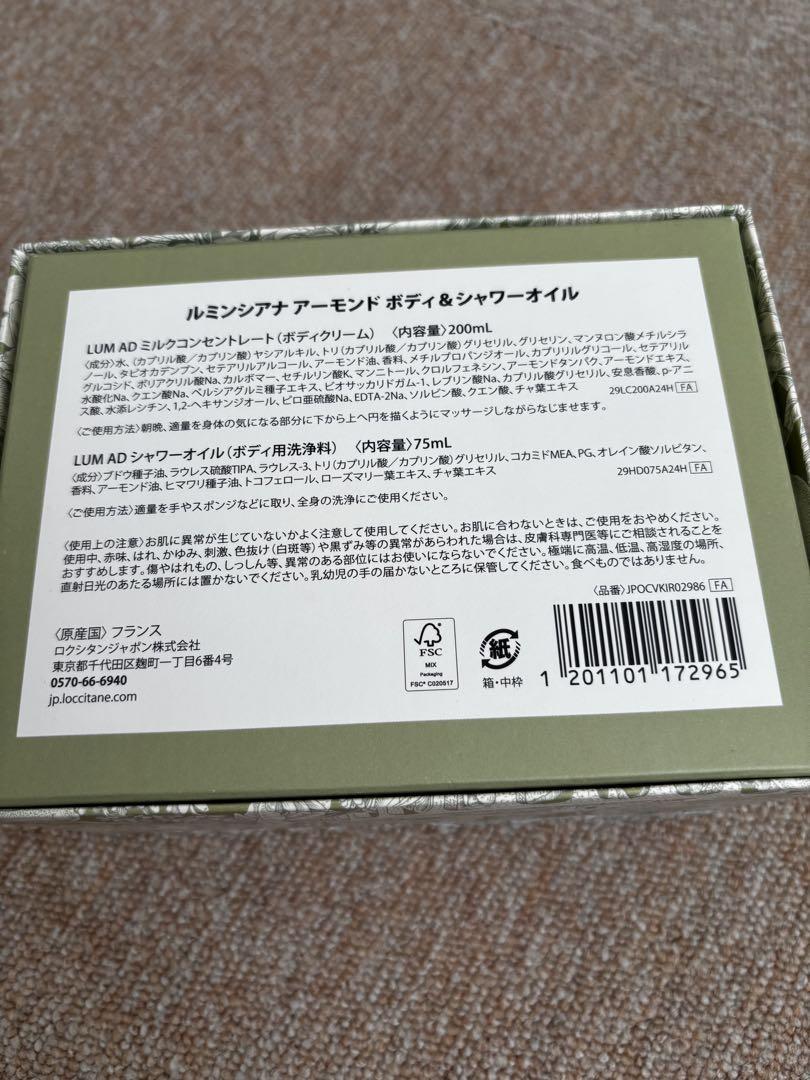 ルミンシアナ アーモンド ボディ＆シャワーオイル
LUM AD ミルクコンセントレート（ボディクリーム） 〈内容量〉200mL
〈成分〉水、（カプリル酸／カプリン酸）ヤシアルキル、トリ（カプリル酸／カプリン酸）グリセリル、グリセリン、マンヌロン酸メチルシラ
ノール、タピオカデンプン、セテアリルアルコール、アーモンド油、香料、メチルプロパンジオール、カプリリルグリコール、セテアリル
グルコシド、ポリアクリル酸Na、カルボマー、セチルリン酸K、マンニトール、クロルフェネシン、アーモンドタンパク、アーモンドエキス、
水酸化Na、クエン酸Na、ペルシアグルミ種子エキス、ビオサッカリドガム-1、レブリン酸Na、カプリル酸グリセリル、安息香酸、p-アニ
ス酸、水添レシチン、1,2-ヘキサンジオール、ピロ亜硫酸Na、EDTA-2Na、ソルビン酸、クエン酸、チャ葉エキス 29LC200A24H FA
〈ご使用方法〉朝晩、適量を身体の気になる部分に下から上へ円を描くようにマッサージしながらなじませます。
LUM AD シャワーオイル（ボディ用洗浄料） 〈内容量〉75mL
〈成分〉ブドウ種子油、ラウレス硫酸TIPA、ラウレス-3、トリ（カプリル酸／カプリン酸）グリセリル、コカミドMEA、PG、オレイン酸ソルビタン、
香料、アーモンド油、ヒマワリ種子油、トコフェロール、ローズマリー葉エキス、チャ葉エキス 29HD075A24H FA
〈ご使用方法〉適量を手やスポンジなどに取り、全身の洗浄にご使用ください。
〈使用上の注意〉お肌に異常が生じていないかよく注意して使用してください。お肌に合わないときは、ご使用をおやめください。
使用中、赤味、はれ、かゆみ、刺激、色抜け（白斑等）や黒ずみ等の異常があらわれた場合は、皮膚科専門医等にご相談されることを
おすすめします。傷やはれもの、しっしん等、異常のある部位にはお使いにならないでください。極端に高温、低温、高湿度の場所、
直射日光のあたる場所には置かないでください。乳幼児の手の届かないところに保管してください。食べものではありません。
〈品番〉JPOCVKIR02986 FA
〈原産国〉フランス
ロクシタンジャポン株式会社
東京都千代田区麹町一丁目6番4号
0570-66-6940
jp.loccitane.com
FSC
MIX
Packaging
FSC® C020517
紙
箱・中枠
1 201101 172965